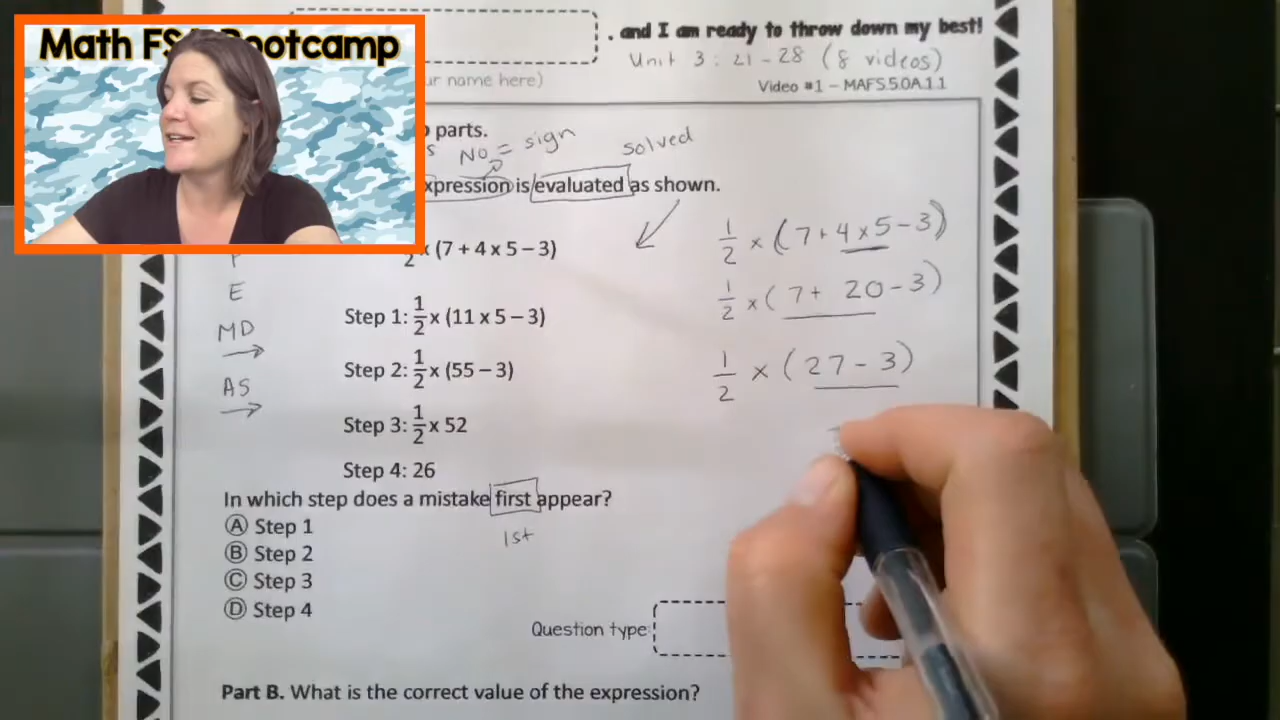 Math FS Bootcamp
. and I am ready to throw down my best!
Unit 3: 21-28 (8 videos)
ur name here)
Video #1 – MAFS.5.OA.1.1
parts.
s No = sign solved
xpression is evaluated as shown.
2 x (7 + 4 x 5 – 3)
1/2 x (7 + 4 x 5 - 3)
P
E
MD
AS
1/2 x (7 + 20 - 3)
Step 1: 1/2 x (11 x 5 – 3)
1/2 x (27 - 3)
Step 2: 1/2 x (55 – 3)
Step 3: 1/2 x 52
Step 4: 26
In which step does a mistake first appear?
1st
Ⓐ Step 1
Ⓑ Step 2
Ⓒ Step 3
Ⓓ Step 4
Question type:
Part B. What is the correct value of the expression?